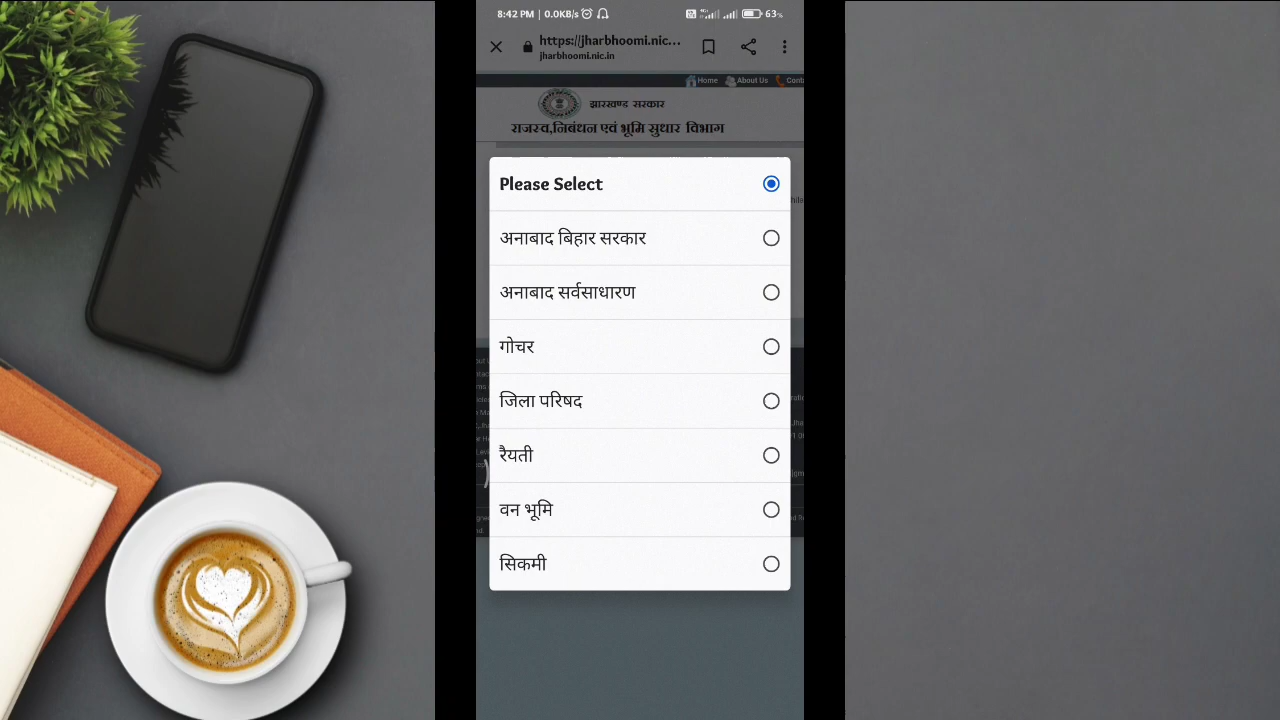 8:42 PM | 0.0KB/s 63%
https://jharbhoomi.nic...
jharbhoomi.nic.in
Home About Us
झारखण्ड सरकार
राजस्व,निबंधन एवं भूमि सुधार विभाग
Please Select
अनाबाद बिहार सरकार
अनाबाद सर्वसाधारण
गोचर
जिला परिषद
रैयती
वन भूमि
सिकमी